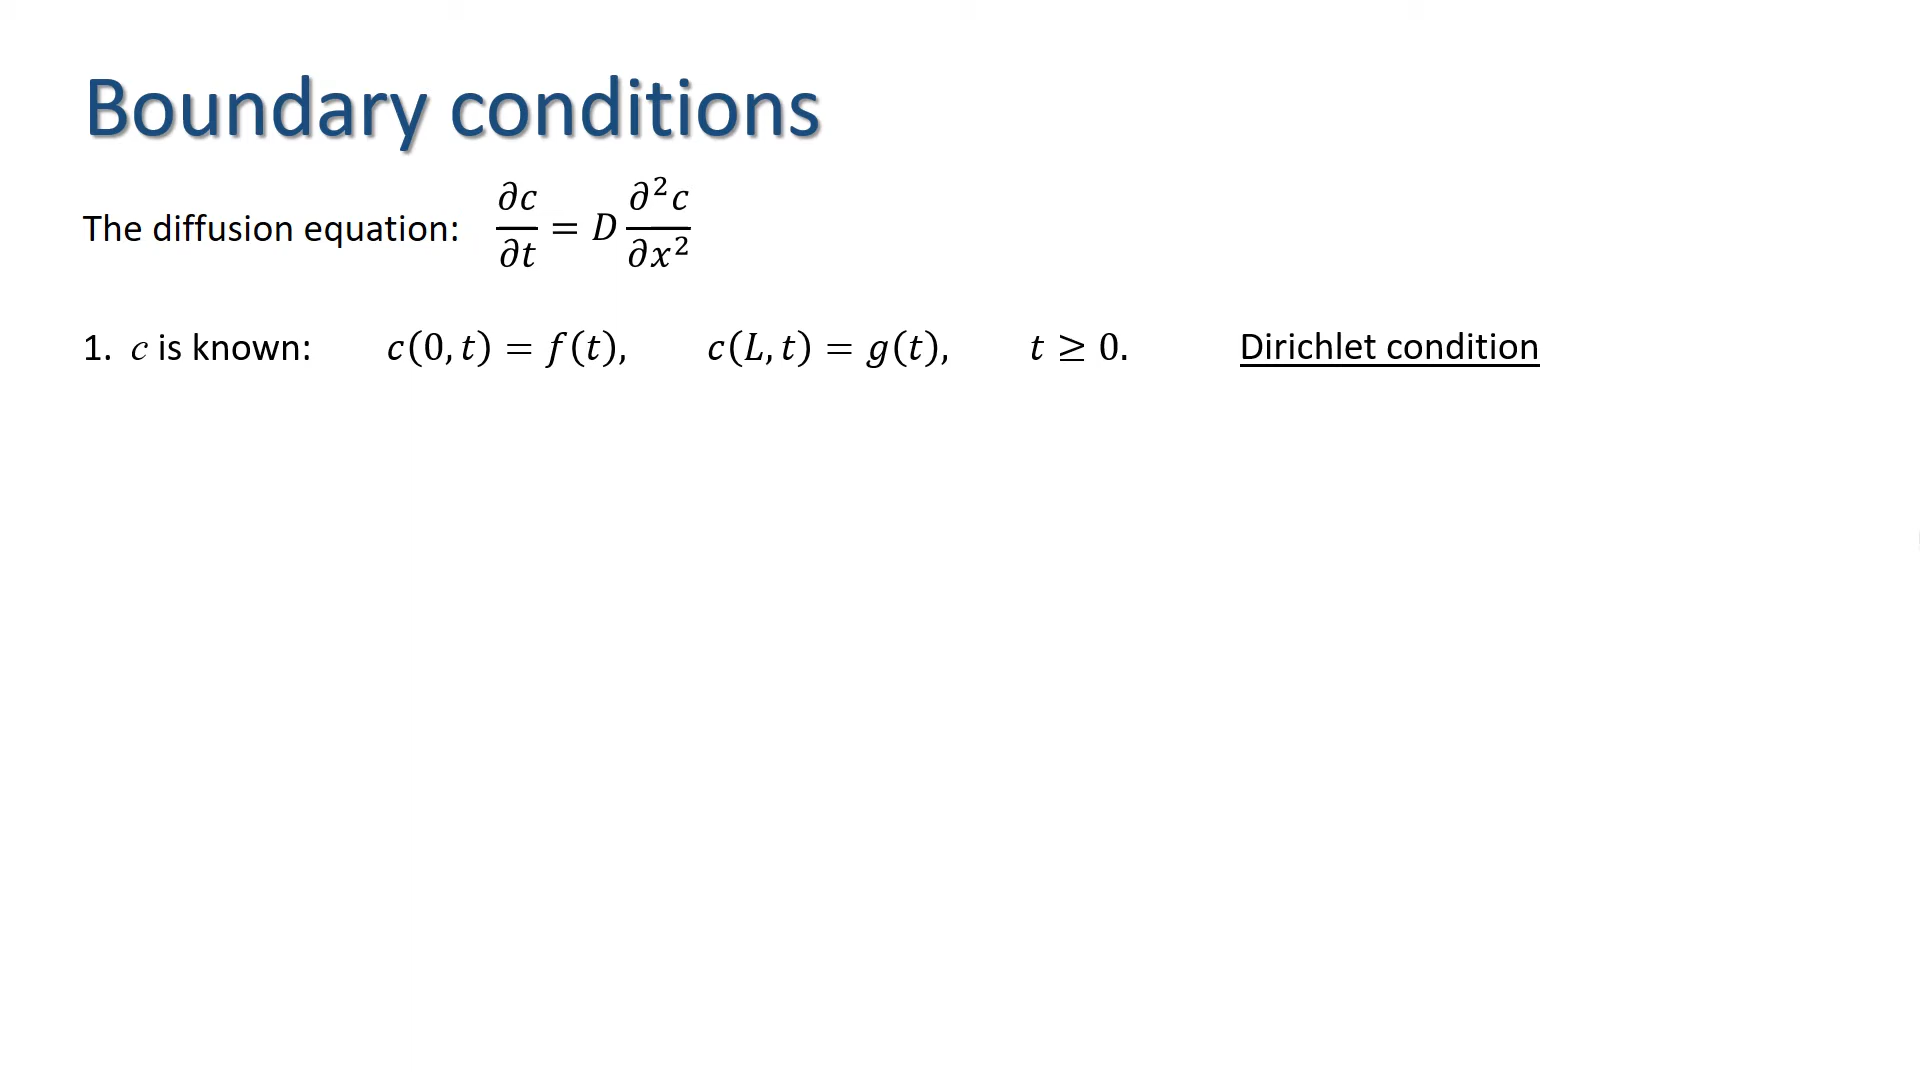 Boundary conditions
The diffusion equation: ∂c/∂t = D ∂²c/∂x²
1. c is known: c(0, t) = f(t), c(L, t) = g(t), t ≥ 0. Dirichlet condition